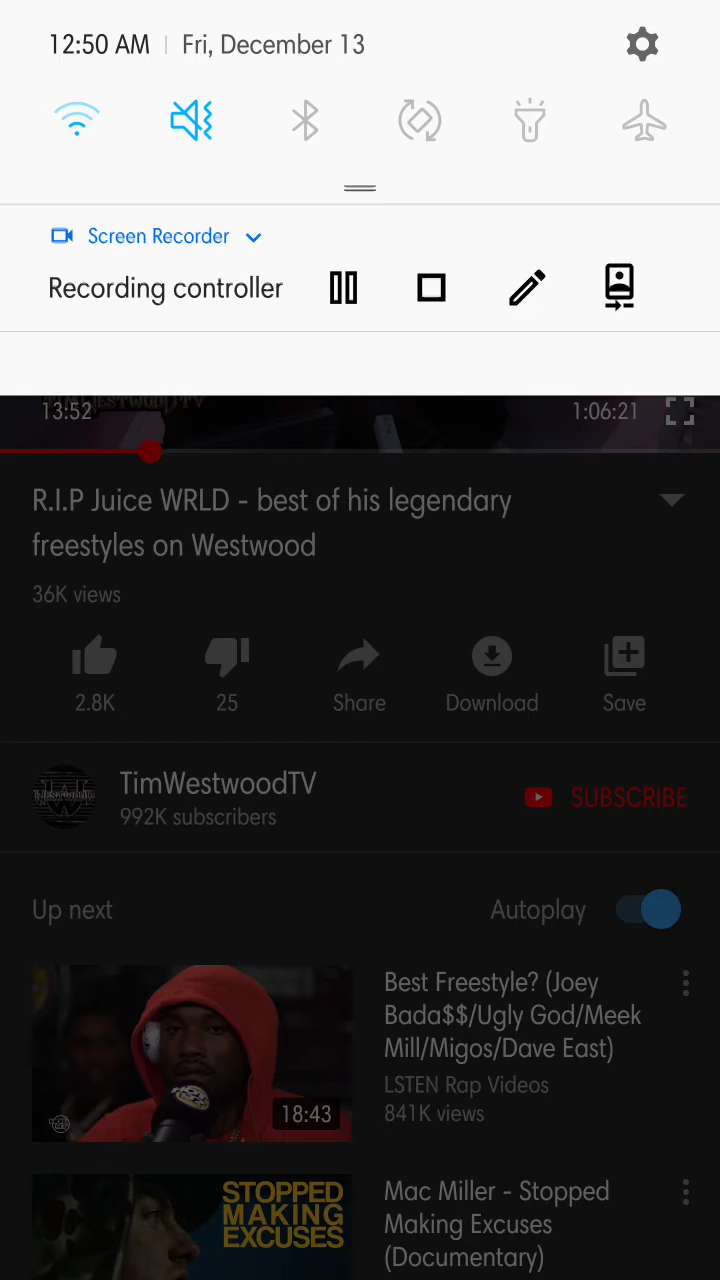 12:50 AM | Fri, December 13
Screen Recorder
Recording controller
TIMWESTWOODTV
13:52
1:06:21
R.I.P Juice WRLD - best of his legendary
freestyles on Westwood
36K views
2.8K
25
Share
Download
Save
TimWestwoodTV
992K subscribers
SUBSCRIBE
Up next
Autoplay
18:43
Best Freestyle? (Joey
Bada$$/Ugly God/Meek
Mill/Migos/Dave East)
LSTEN Rap Videos
841K views
STOPPED
MAKING
EXCUSES
Mac Miller - Stopped
Making Excuses
(Documentary)